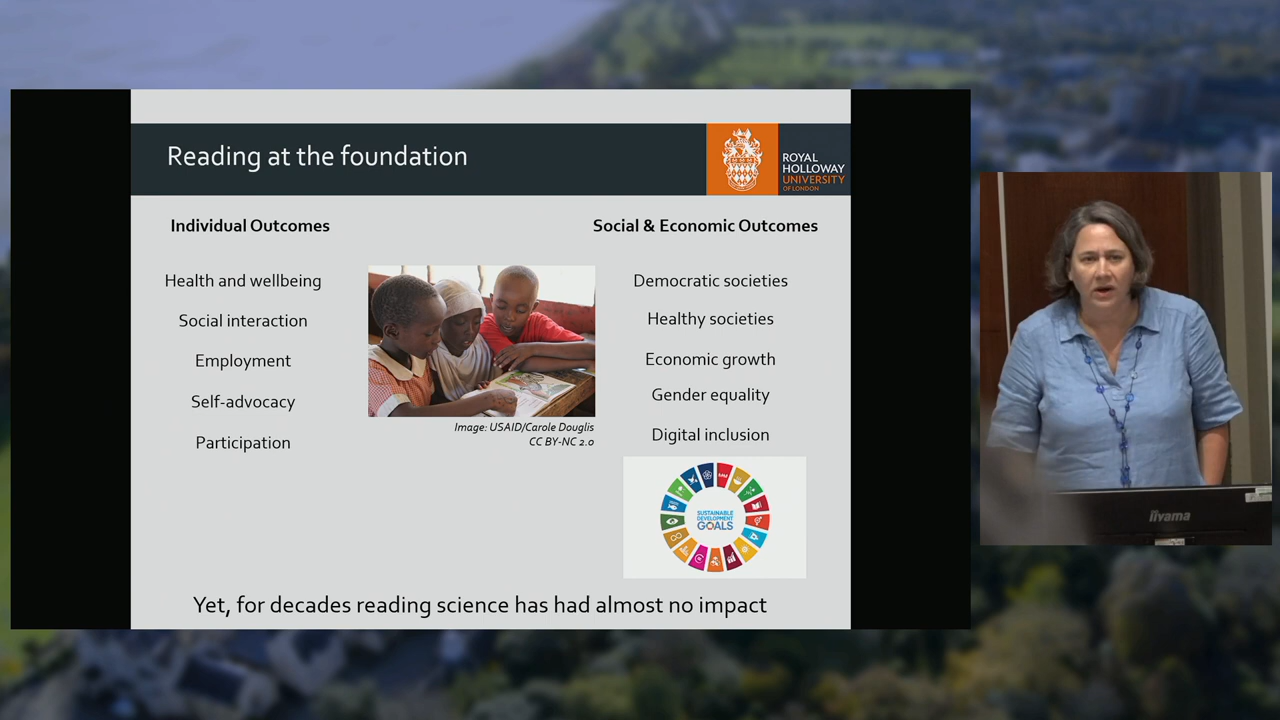 Reading at the foundation
ROYAL
HOLLOWAY
UNIVERSITY
OF LONDON
Individual Outcomes
Health and wellbeing
Social interaction
Employment
Self-advocacy
Participation
Image: USAID/Carole Douglis
CC BY-NC 2.0
Social & Economic Outcomes
Democratic societies
Healthy societies
Economic growth
Gender equality
Digital inclusion
SUSTAINABLE
DEVELOPMENT
GOALS
Yet, for decades reading science has had almost no impact
iiyama